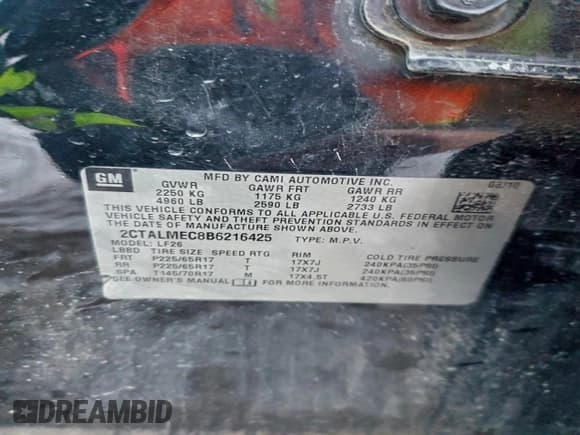 GM
MFD BY CAMI AUTOMOTIVE INC.
GVWR GAWR FRT GAWR RR
2250 KG 1175 KG 1240 KG
4960 LB 2590 LB 2733 LB
THIS VEHICLE CONFORMS TO ALL APPLICABLE U.S. FEDERAL MOTOR
VEHICLE SAFETY AND THEFT PREVENTION STANDARDS IN EFFECT ON
THE DATE OF MANUFACTURE SHOWN ABOVE.
2CTALMEC8B6216425 TYPE: M.P.V.
MODEL: LF26
TIRE SIZE SPEED RTG RIM COLD TIRE PRESSURE
FRT P225/65R17 T 17X7J 240KPA(35PSI)
RR P225/65R17 T 17X7J 240KPA(35PSI)
SPA T145/70R17 M 17X4.5T 420KPA(60PSI)
SEE OWNER'S MANUAL FOR MORE INFORMATION.
DREAMBID